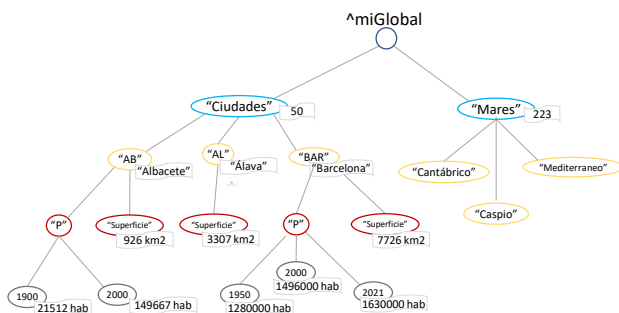 ^miGlobal
“Ciudades”
50
“Mares”
223
“AB”
“Albacete”
“AL”
“Álava”
“BAR”
“Barcelona”
“Cantábrico”
“Mediterraneo”
“Caspio”
“P”
“Superficie”
926 km2
“Superficie”
3307 km2
“P”
“Superficie”
7726 km2
1900
21512 hab
2000
149667 hab
1950
1280000 hab
2000
1496000 hab
2021
1630000 hab